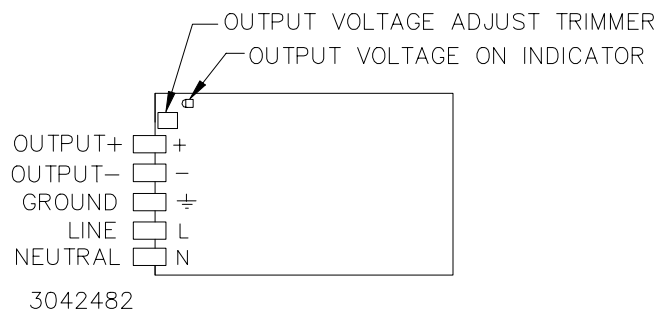 OUTPUT VOLTAGE ADJUST TRIMMER
OUTPUT VOLTAGE ON INDICATOR
OUTPUT+ +
OUTPUT- -
GROUND ⏚
LINE L
NEUTRAL N
3042482